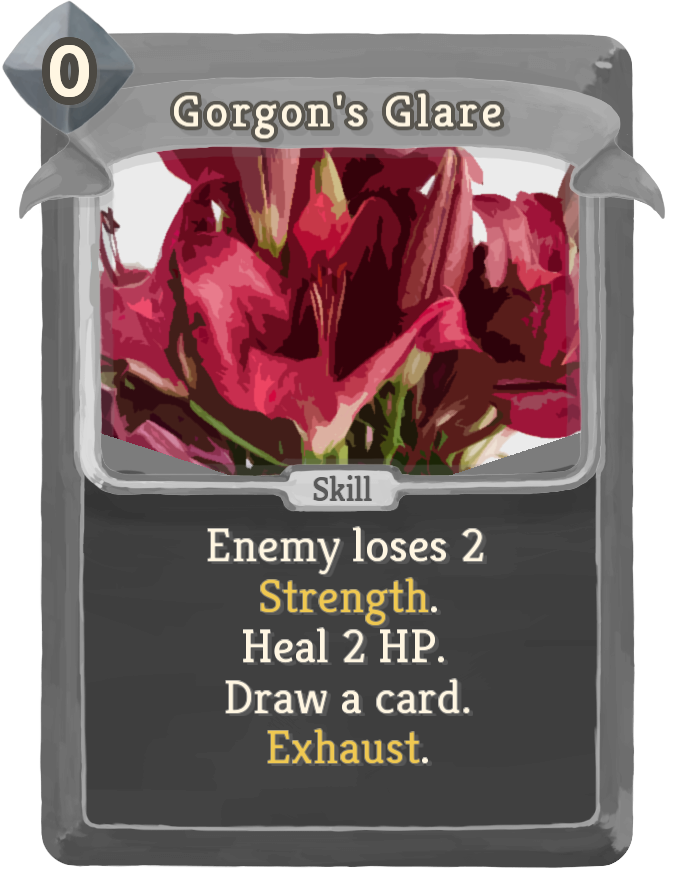 0
Gorgon's Glare
Skill
Enemy loses 2
Strength.
Heal 2 HP.
Draw a card.
Exhaust.